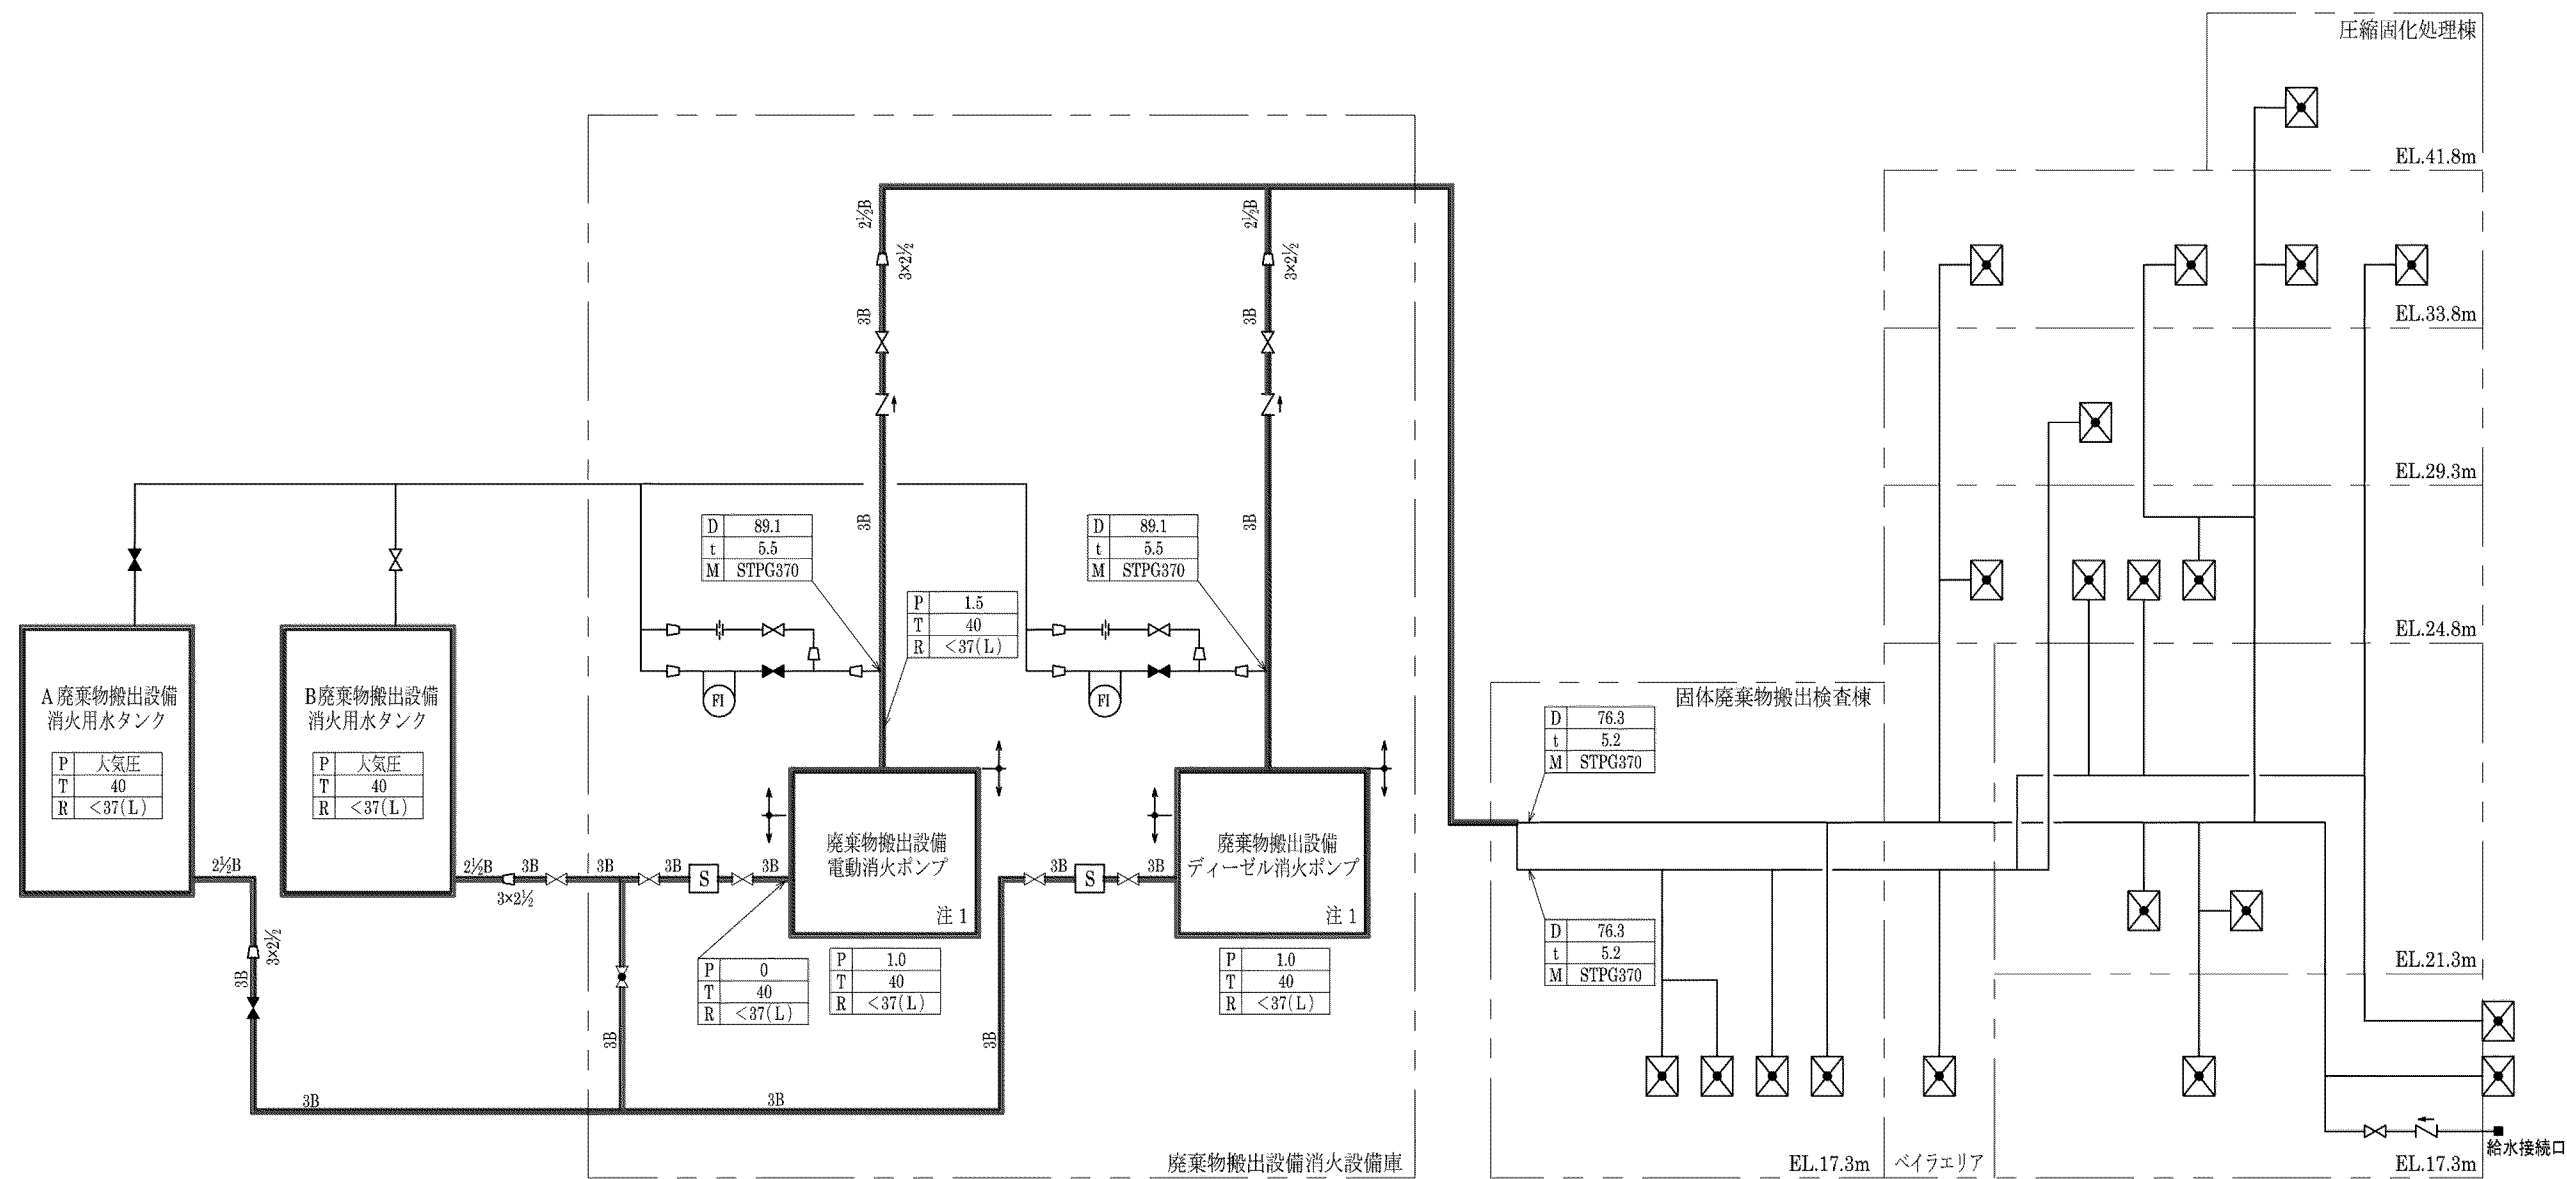 圧縮固化処理棟
EL.41.8m
EL.33.8m
EL.29.3m
EL.24.8m
EL.21.3m
EL.17.3m
給水接続口
2½B
3×2½
3B
3B
2½B
3×2½
3B
3B
D 89.1
t 5.5
M STPG370
P 1.5
T 40
R <37(L)
D 89.1
t 5.5
M STPG370
FI
FI
A廃棄物搬出設備
消火用水タンク
P 大気圧
T 40
R <37(L)
B廃棄物搬出設備
消火用水タンク
P 大気圧
T 40
R <37(L)
2½B
3×2½
3B
3B
2½B
3×2½
3B
3B
3B
S
3B
3B
3B
3B
3B
S
3B
廃棄物搬出設備
電動消火ポンプ
注1
P 0
T 40
R <37(L)
P 1.0
T 40
R <37(L)
廃棄物搬出設備
ディーゼル消火ポンプ
注1
P 1.0
T 40
R <37(L)
廃棄物搬出設備消火設備庫
固体廃棄物搬出検査棟
D 76.3
t 5.2
M STPG370
D 76.3
t 5.2
M STPG370
EL.17.3m
ベイラエリア